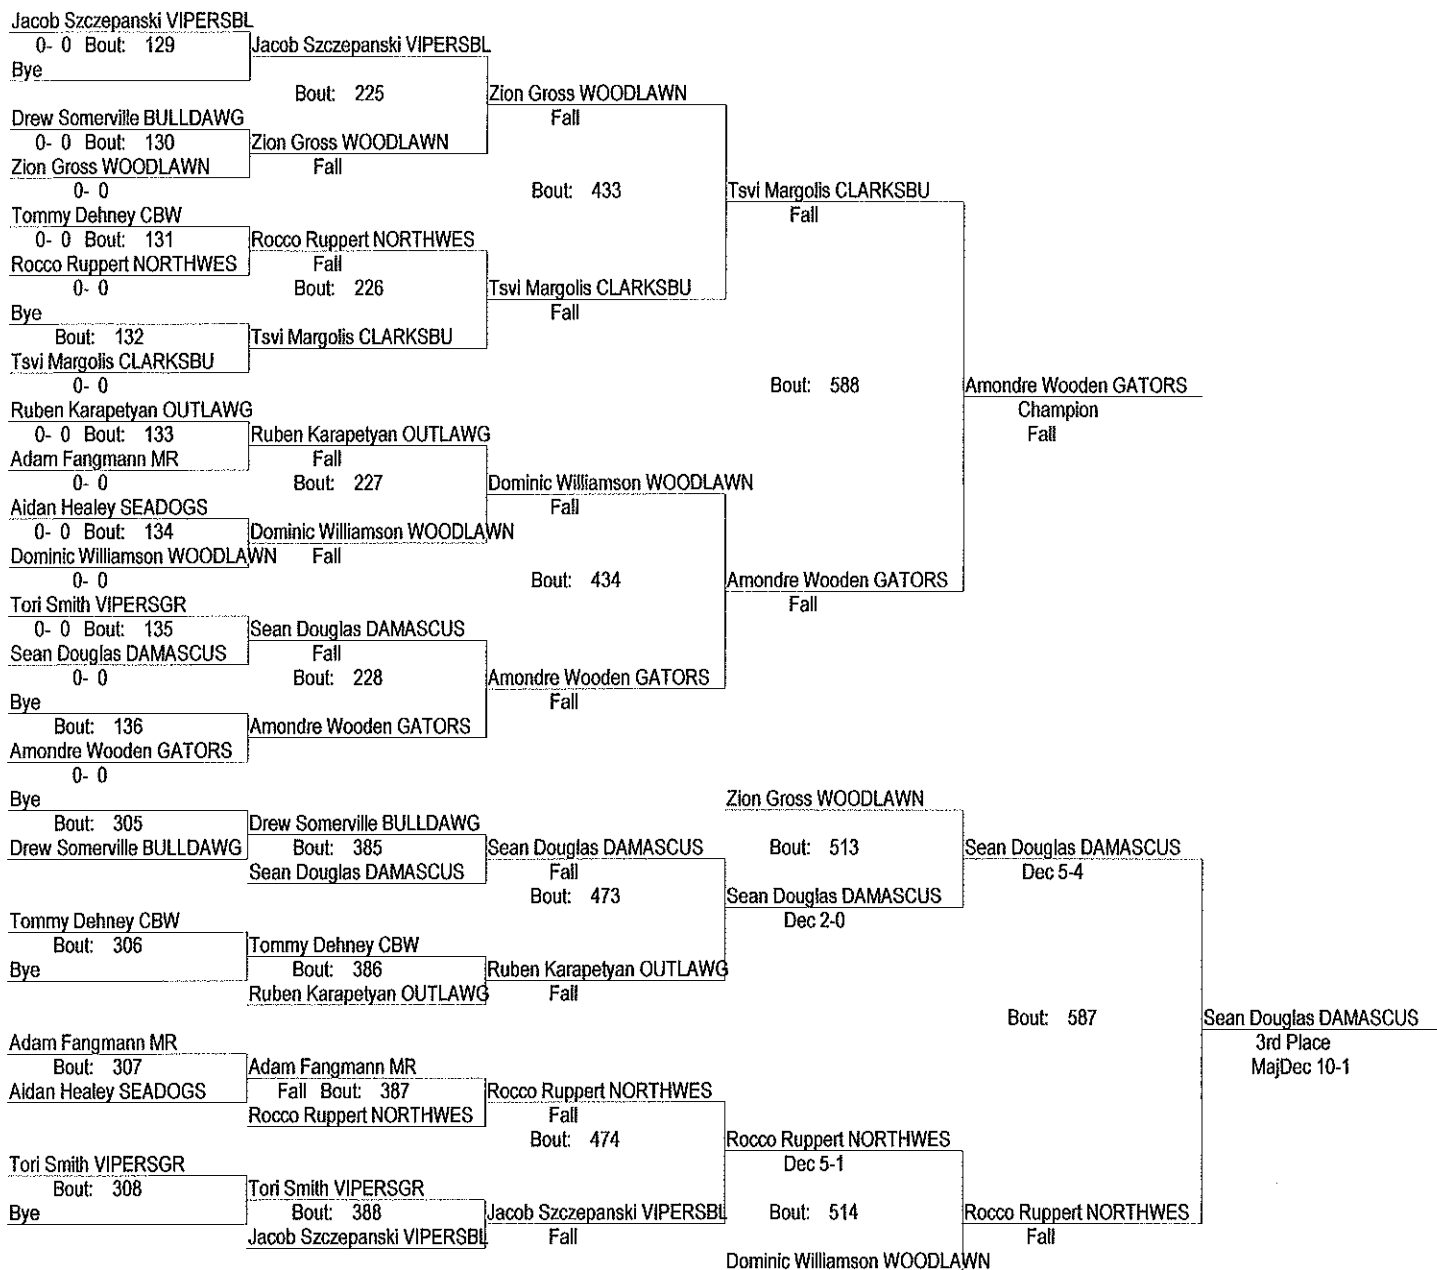 Jacob Szczepanski VIPERSBL
0- 0 Bout: 129
Jacob Szczepanski VIPERSBL
Bye
Bout: 225
Zion Gross WOODLAWN
Fall
Drew Somerville BULLDAWG
0- 0 Bout: 130
Zion Gross WOODLAWN
Zion Gross WOODLAWN
Fall
0- 0
Bout: 433
Tsvi Margolis CLARKSBU
Fall
Tommy Dehney CBW
0- 0 Bout: 131
Rocco Ruppert NORTHWES
Rocco Ruppert NORTHWES
Fall
0- 0
Bout: 226
Tsvi Margolis CLARKSBU
Fall
Bye
Bout: 132
Tsvi Margolis CLARKSBU
Tsvi Margolis CLARKSBU
0- 0
Bout: 588
Amondre Wooden GATORS
Champion
Fall
Ruben Karapetyan OUTLAWG
0- 0 Bout: 133
Ruben Karapetyan OUTLAWG
Adam Fangmann MR
Fall
0- 0
Bout: 227
Dominic Williamson WOODLAWN
Fall
Aidan Healey SEADOGS
0- 0 Bout: 134
Dominic Williamson WOODLAWN
Dominic Williamson WOODLAWN
Fall
0- 0
Bout: 434
Amondre Wooden GATORS
Fall
Tori Smith VIPERSGR
0- 0 Bout: 135
Sean Douglas DAMASCUS
Sean Douglas DAMASCUS
Fall
0- 0
Bout: 228
Amondre Wooden GATORS
Fall
Bye
Bout: 136
Amondre Wooden GATORS
Amondre Wooden GATORS
0- 0
Bye
Bout: 305
Drew Somerville BULLDAWG
Drew Somerville BULLDAWG
Bout: 385
Sean Douglas DAMASCUS
Sean Douglas DAMASCUS
Fall
Bout: 473
Zion Gross WOODLAWN
Bout: 513
Sean Douglas DAMASCUS
Dec 5-4
Sean Douglas DAMASCUS
Dec 2-0
Tommy Dehney CBW
Bout: 306
Tommy Dehney CBW
Bye
Bout: 386
Ruben Karapetyan OUTLAWG
Ruben Karapetyan OUTLAWG
Fall
Bout: 587
Sean Douglas DAMASCUS
3rd Place
MajDec 10-1
Adam Fangmann MR
Bout: 307
Adam Fangmann MR
Aidan Healey SEADOGS
Fall Bout: 387
Rocco Ruppert NORTHWES
Rocco Ruppert NORTHWES
Fall
Bout: 474
Rocco Ruppert NORTHWES
Dec 5-1
Tori Smith VIPERSGR
Bout: 308
Tori Smith VIPERSGR
Bye
Bout: 388
Jacob Szczepanski VIPERSBL
Jacob Szczepanski VIPERSBL
Fall
Bout: 514
Rocco Ruppert NORTHWES
Fall
Dominic Williamson WOODLAWN